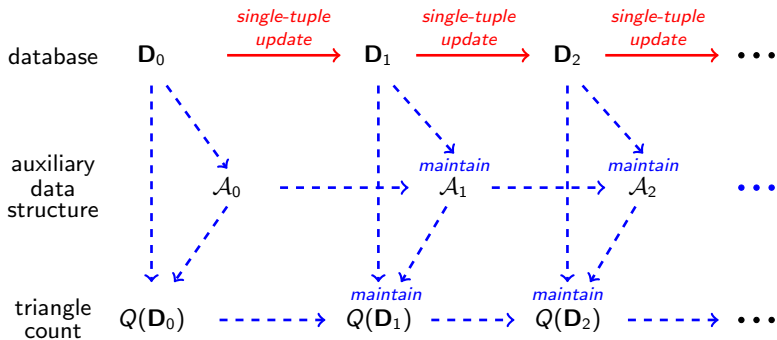 single-tuple update single-tuple update single-tuple update
database D₀ D₁ D₂ •••
maintain maintain
auxiliary data structure 𝒜₀ 𝒜₁ 𝒜₂ •••
maintain maintain
triangle count Q(D₀) Q(D₁) Q(D₂) •••